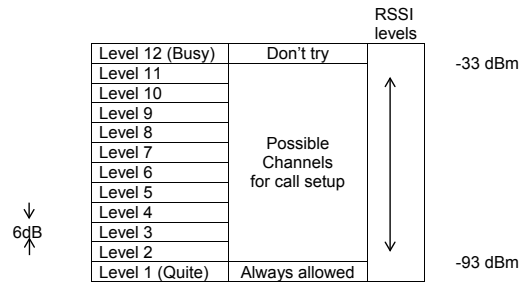 RSSI
levels
Level 12 (Busy) Don't try
-33 dBm
Level 11
Level 10
Level 9
Level 8
Level 7
Level 6
Level 5
Level 4
Level 3
Level 2
Possible
Channels
for call setup
6dB
Level 1 (Quite) Always allowed
-93 dBm